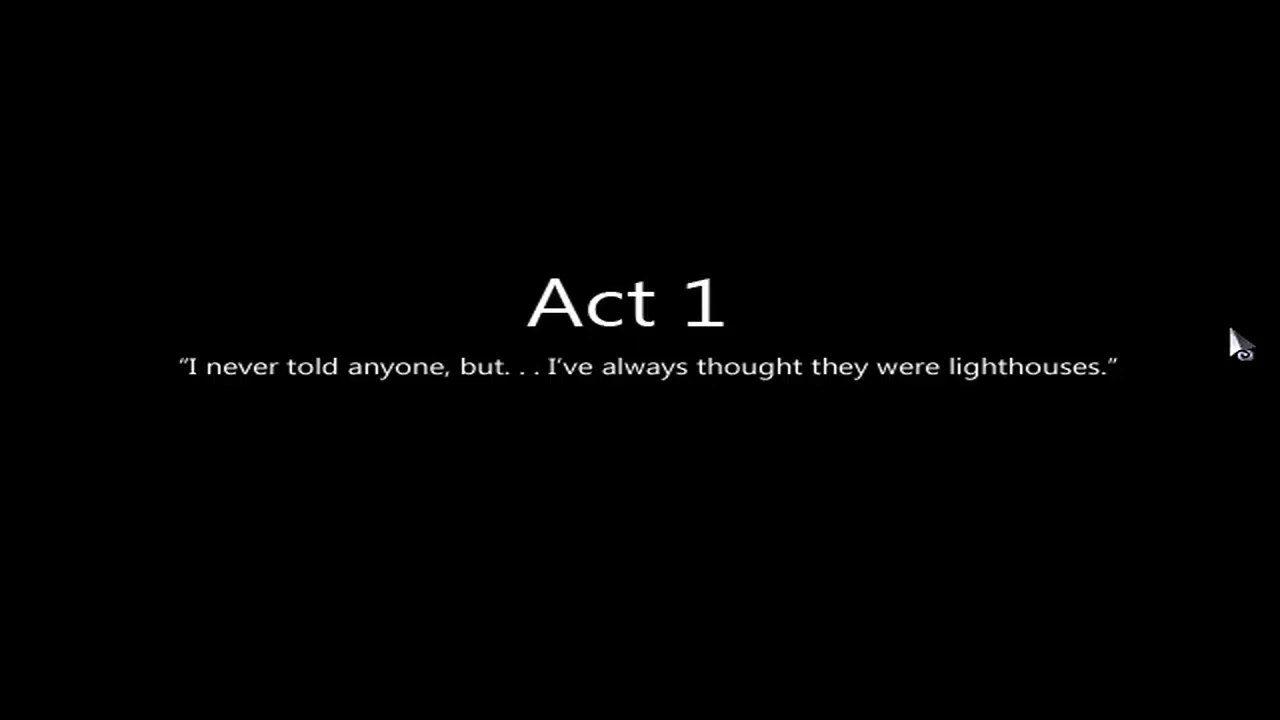 Act 1
“I never told anyone, but. . . I’ve always thought they were lighthouses.”